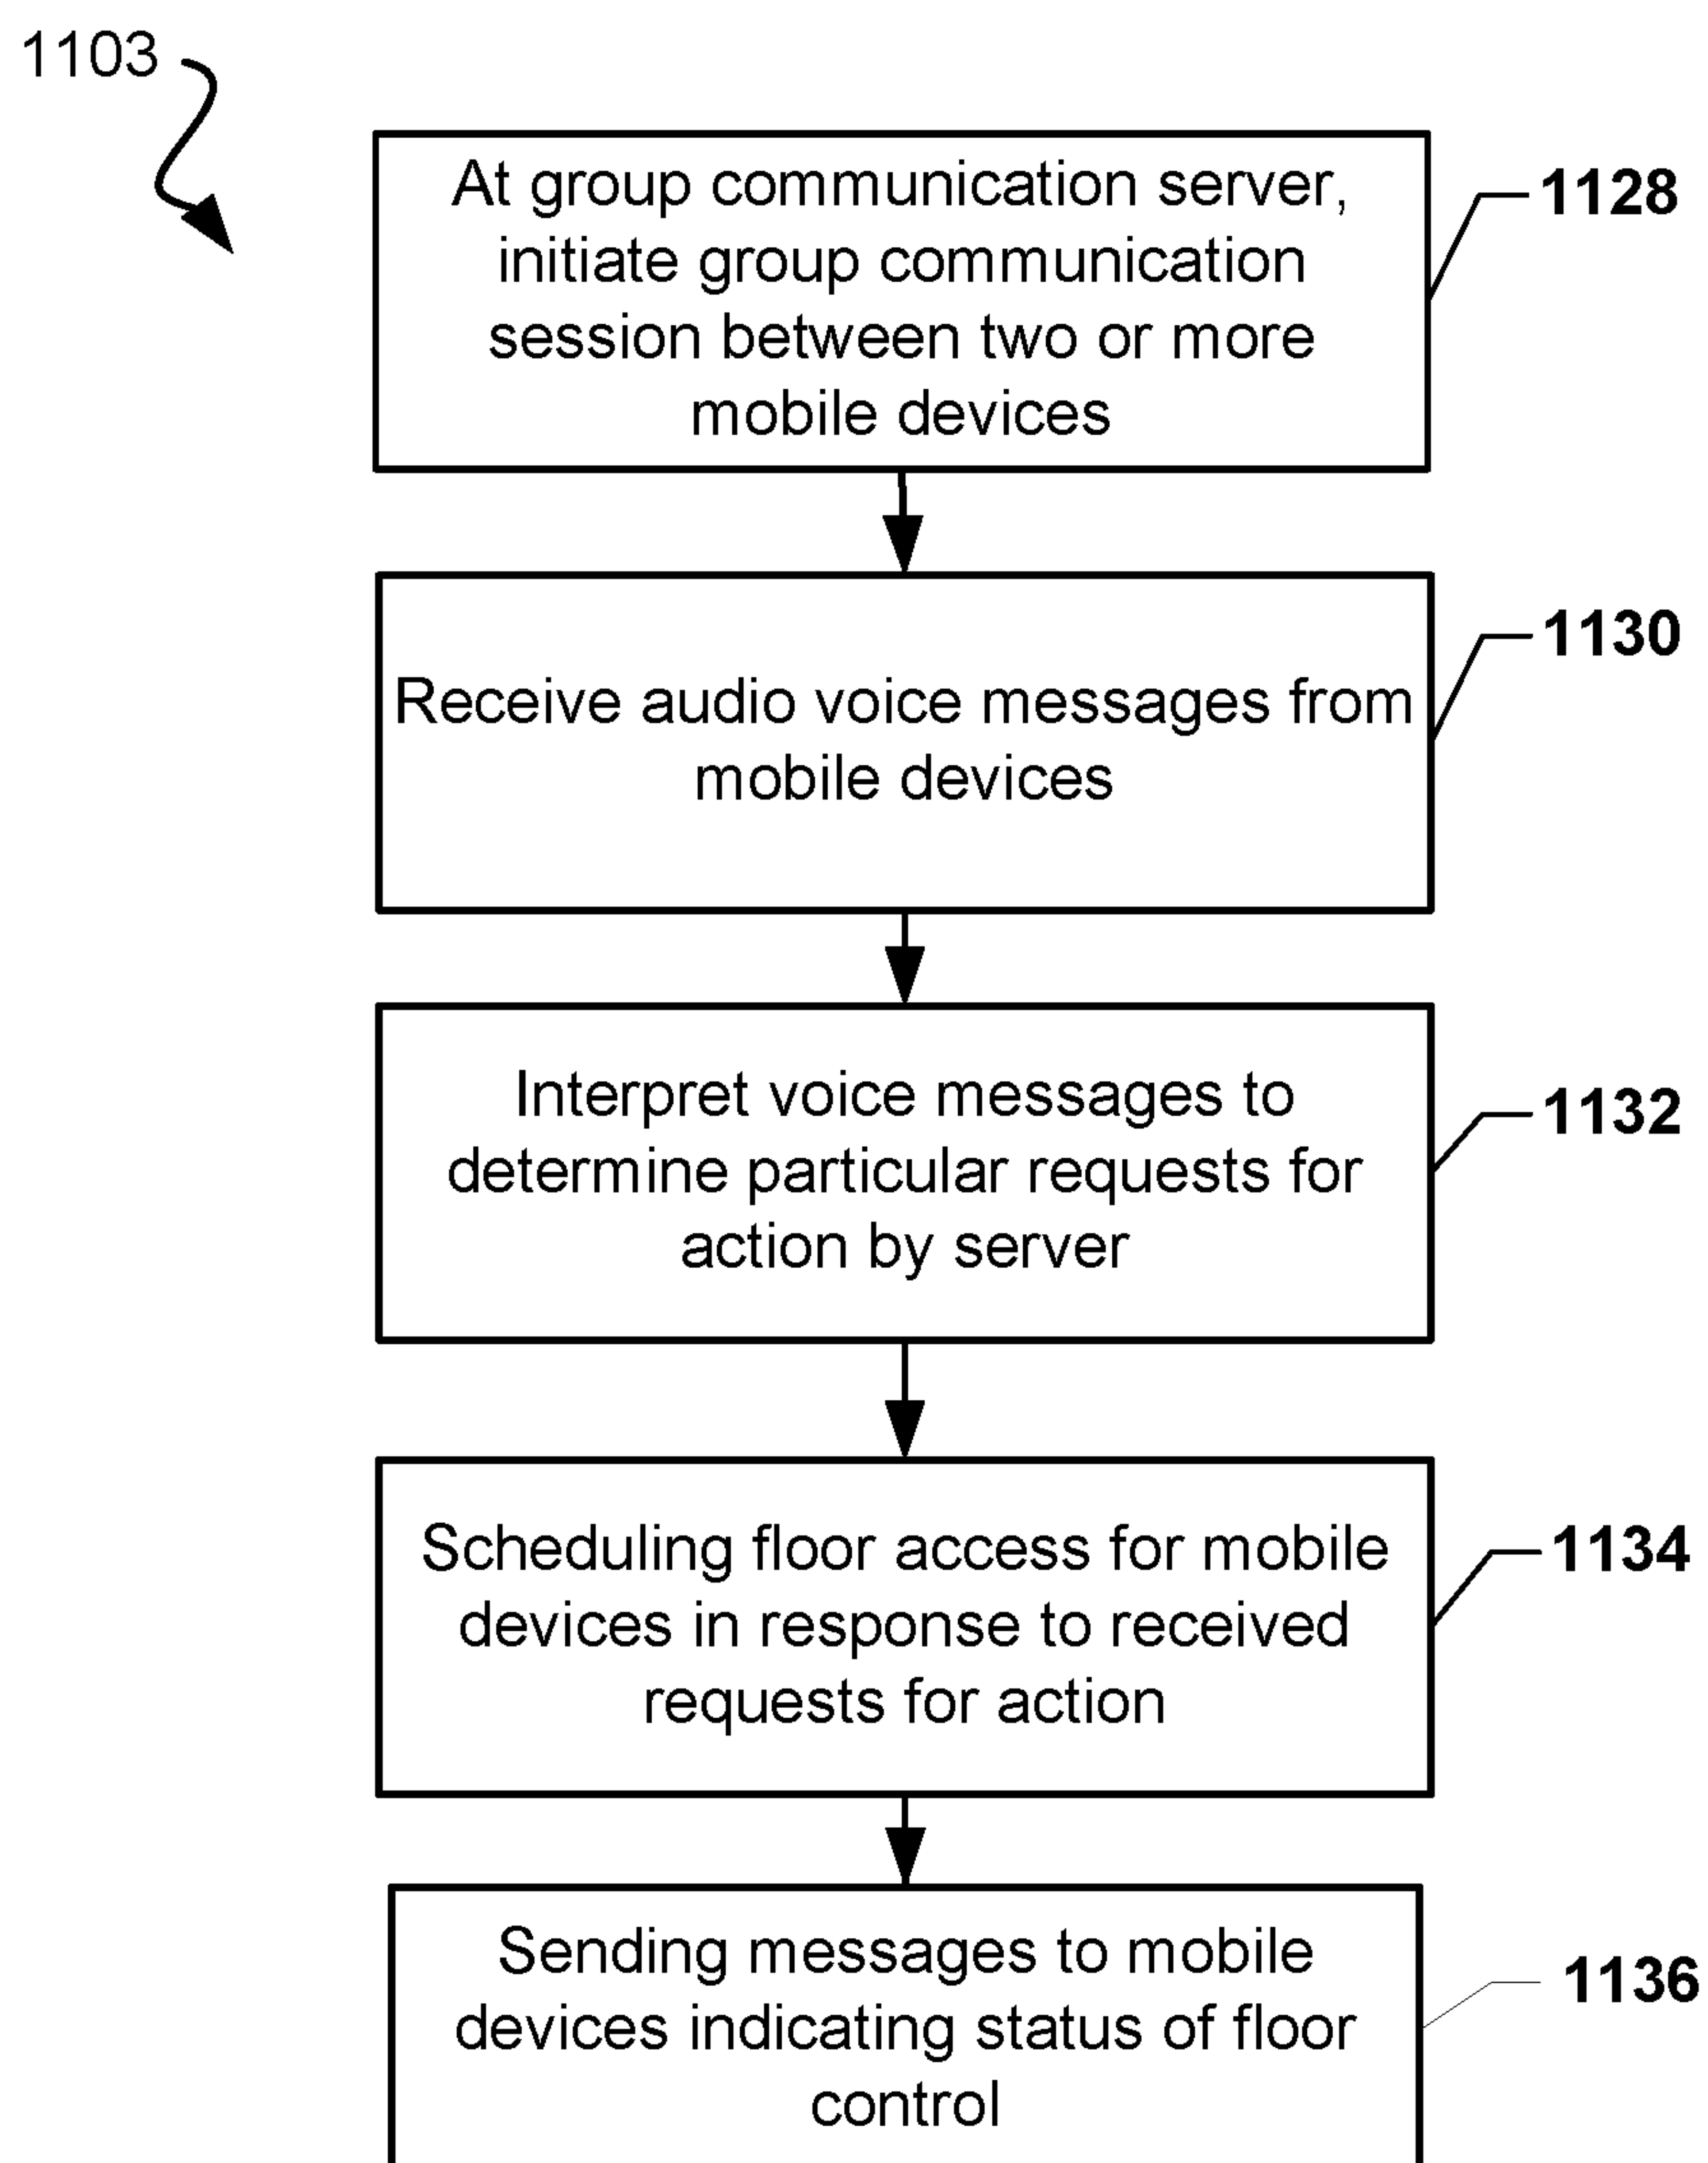 1103
At group communication server,
initiate group communication
session between two or more
mobile devices
1128
Receive audio voice messages from
mobile devices
1130
Interpret voice messages to
determine particular requests for
action by server
1132
Scheduling floor access for mobile
devices in response to received
requests for action
1134
Sending messages to mobile
devices indicating status of floor
control
1136